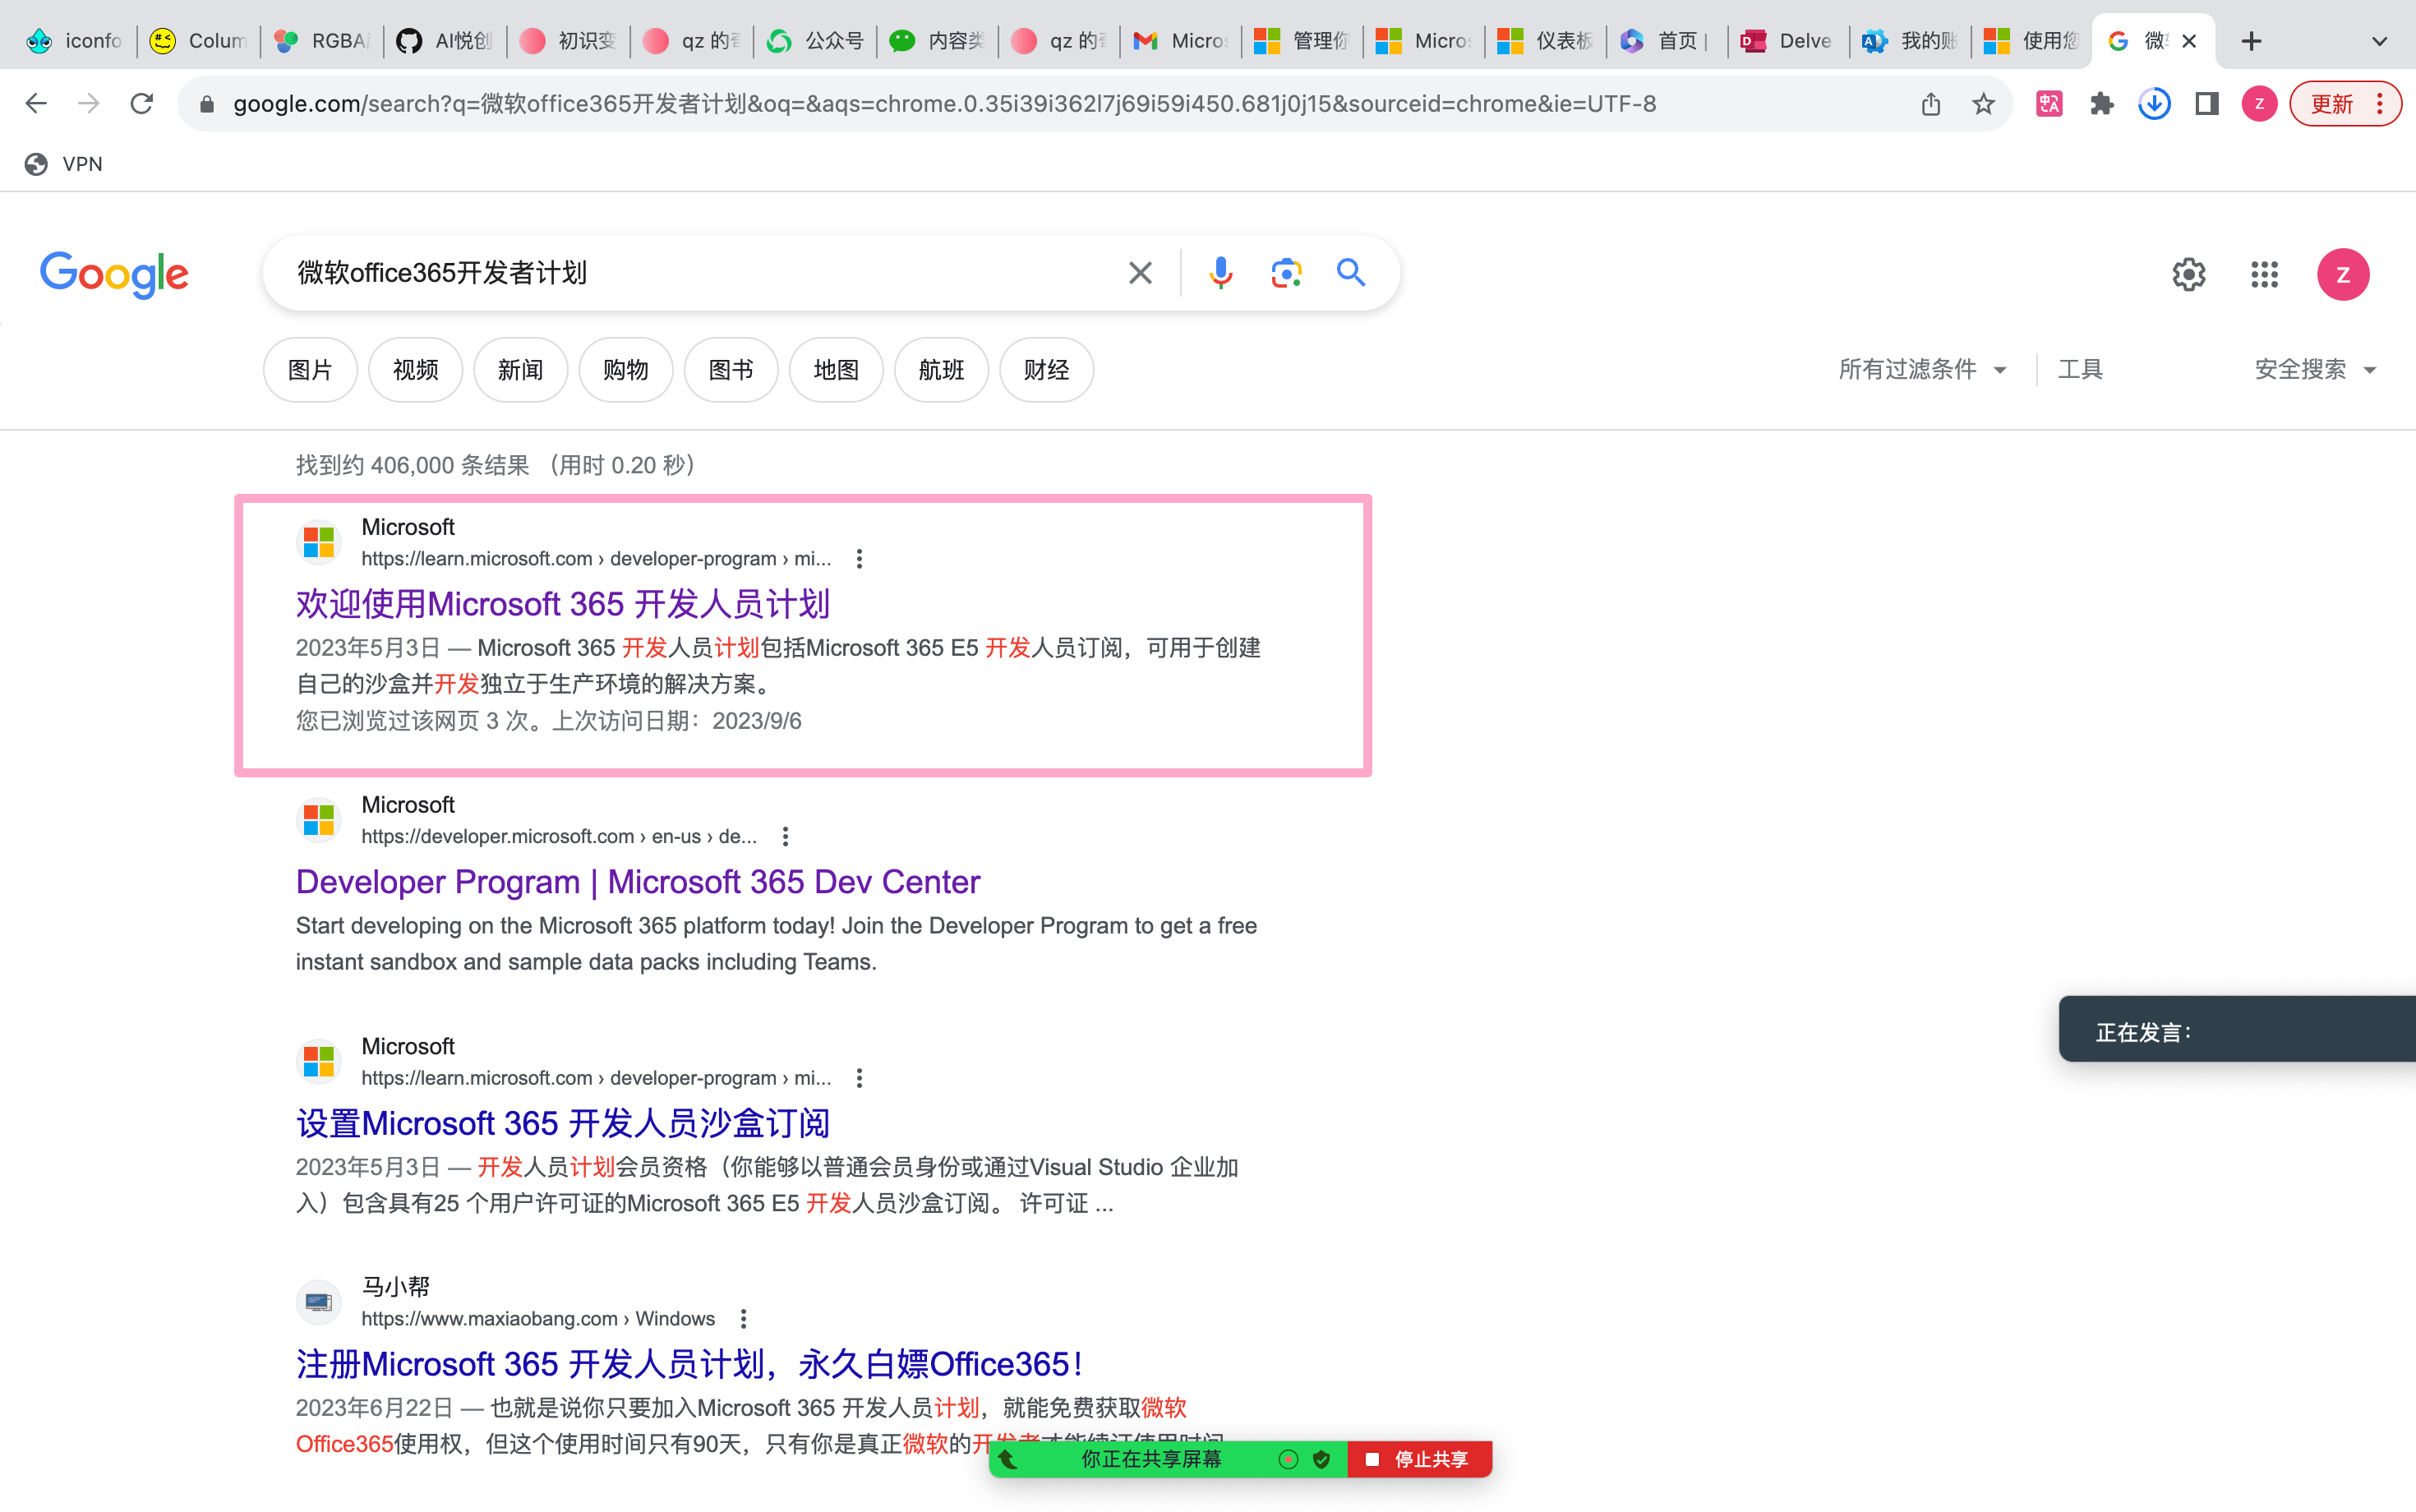 iconfo
Colum
RGBA
AI悦创
初识变
qz 的
公众号
内容类
qz 的
Micro
管理你
Micro
仪表板
首页 |
Delve
我的账
使用您
微
google.com/search?q=微软office365开发者计划&oq=&aqs=chrome.0.35i39i362l7j69i59i450.681j0j15&sourceid=chrome&ie=UTF-8
Z
更新
VPN
Google
微软office365开发者计划
Z
图片
视频
新闻
购物
图书
地图
航班
财经
所有过滤条件
工具
安全搜索
找到约 406,000 条结果 （用时 0.20 秒）
Microsoft
https://learn.microsoft.com › developer-program › mi...
欢迎使用Microsoft 365 开发人员计划
2023年5月3日 — Microsoft 365 开发人员计划包括Microsoft 365 E5 开发人员订阅，可用于创建
自己的沙盒并开发独立于生产环境的解决方案。
您已浏览过该网页 3 次。上次访问日期：2023/9/6
Microsoft
https://developer.microsoft.com › en-us › de...
Developer Program | Microsoft 365 Dev Center
Start developing on the Microsoft 365 platform today! Join the Developer Program to get a free
instant sandbox and sample data packs including Teams.
正在发言：
Microsoft
https://learn.microsoft.com › developer-program › mi...
设置Microsoft 365 开发人员沙盒订阅
2023年5月3日 — 开发人员计划会员资格（你能够以普通会员身份或通过Visual Studio 企业加
入）包含具有25 个用户许可证的Microsoft 365 E5 开发人员沙盒订阅。 许可证 ...
马小帮
https://www.maxiaobang.com › Windows
注册Microsoft 365 开发人员计划，永久白嫖Office365！
2023年6月22日 — 也就是说你只要加入Microsoft 365 开发人员计划，就能免费获取微软
Office365使用权，但这个使用时间只有90天，只有你是真正微软的开发者才能续订使用时间
你正在共享屏幕
停止共享